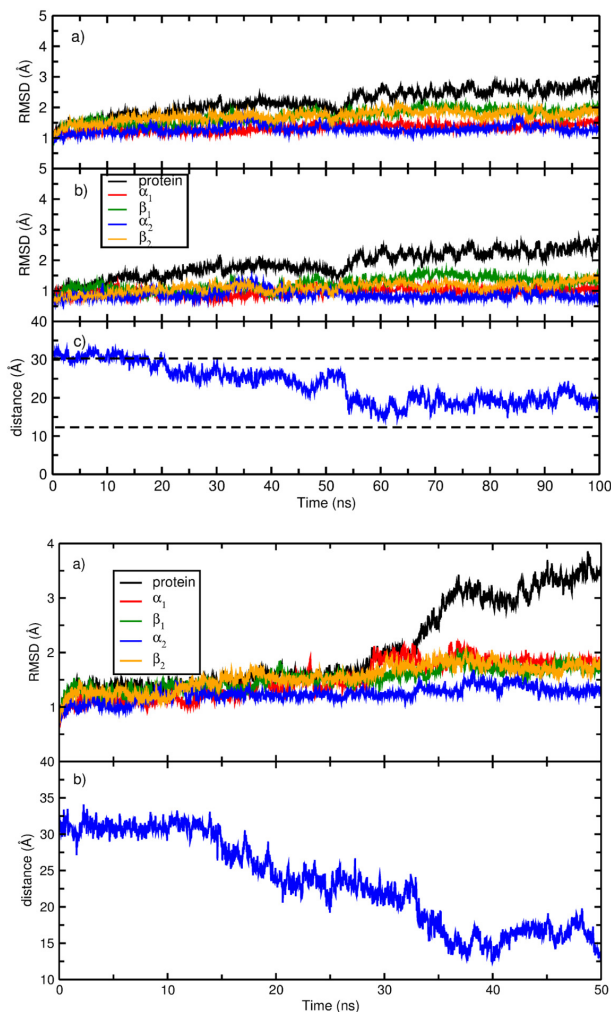 5
a)
4
RMSD (Å)
3
2
1
5
b)
protein
α1
β1
α2
β2
4
RMSD (Å)
3
2
1
40
c)
30
distance (Å)
20
10
0
0 10 20 30 40 50 60 70 80 90 100
Time (ns)
4
a)
protein
α1
β1
α2
β2
3
RMSD (Å)
2
1
40
b)
35
30
distance (Å)
25
20
15
10
0 10 20 30 40 50
Time (ns)